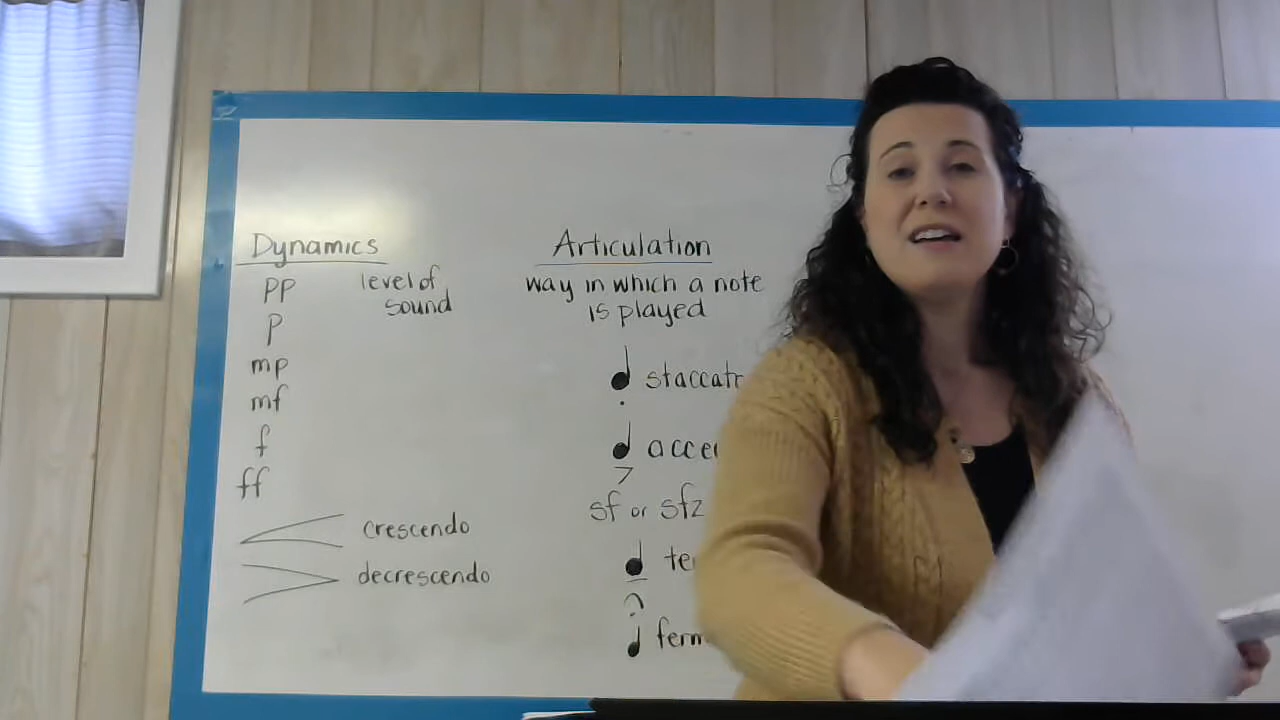 Dynamics
level of
sound
pp
p
mp
mf
f
ff
crescendo
decrescendo
Articulation
way in which a note
is played
staccat
acce
sf or sfz
te
ferm